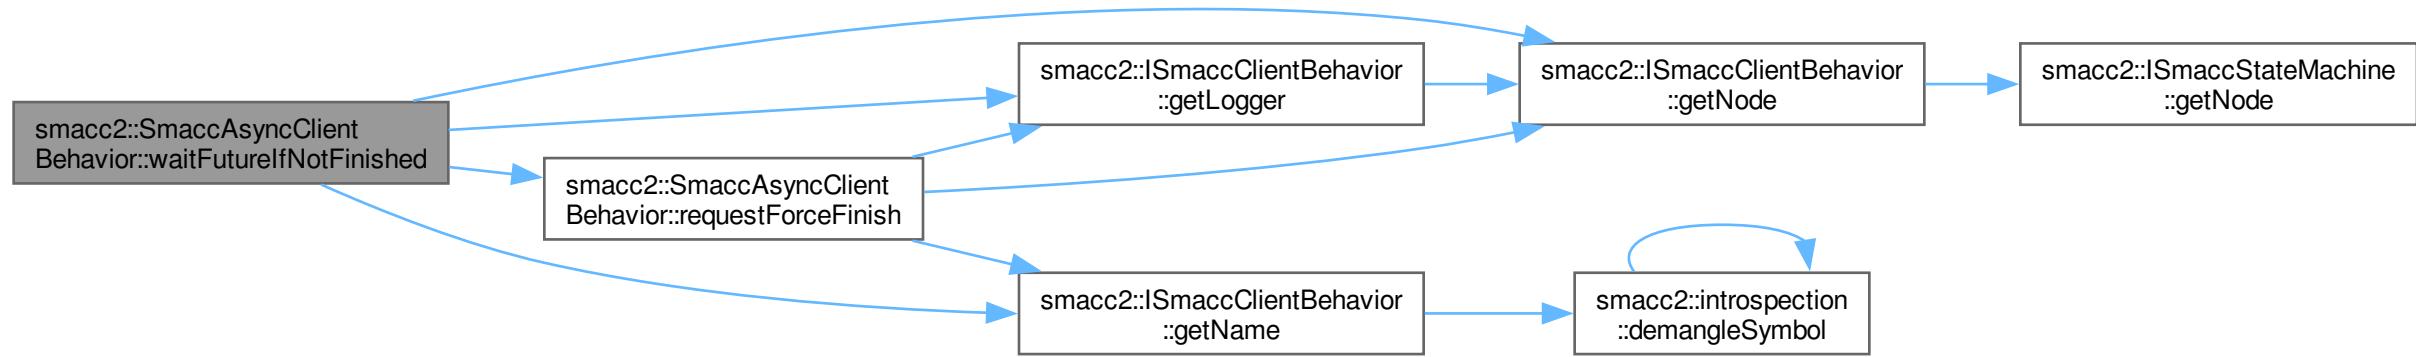 smacc2::SmaccAsyncClient
Behavior::waitFutureIfNotFinished
smacc2::SmaccAsyncClient
Behavior::requestForceFinish
smacc2::ISmaccClientBehavior
::getLogger
smacc2::ISmaccClientBehavior
::getName
smacc2::ISmaccClientBehavior
::getNode
smacc2::introspection
::demangleSymbol
smacc2::ISmaccStateMachine
::getNode